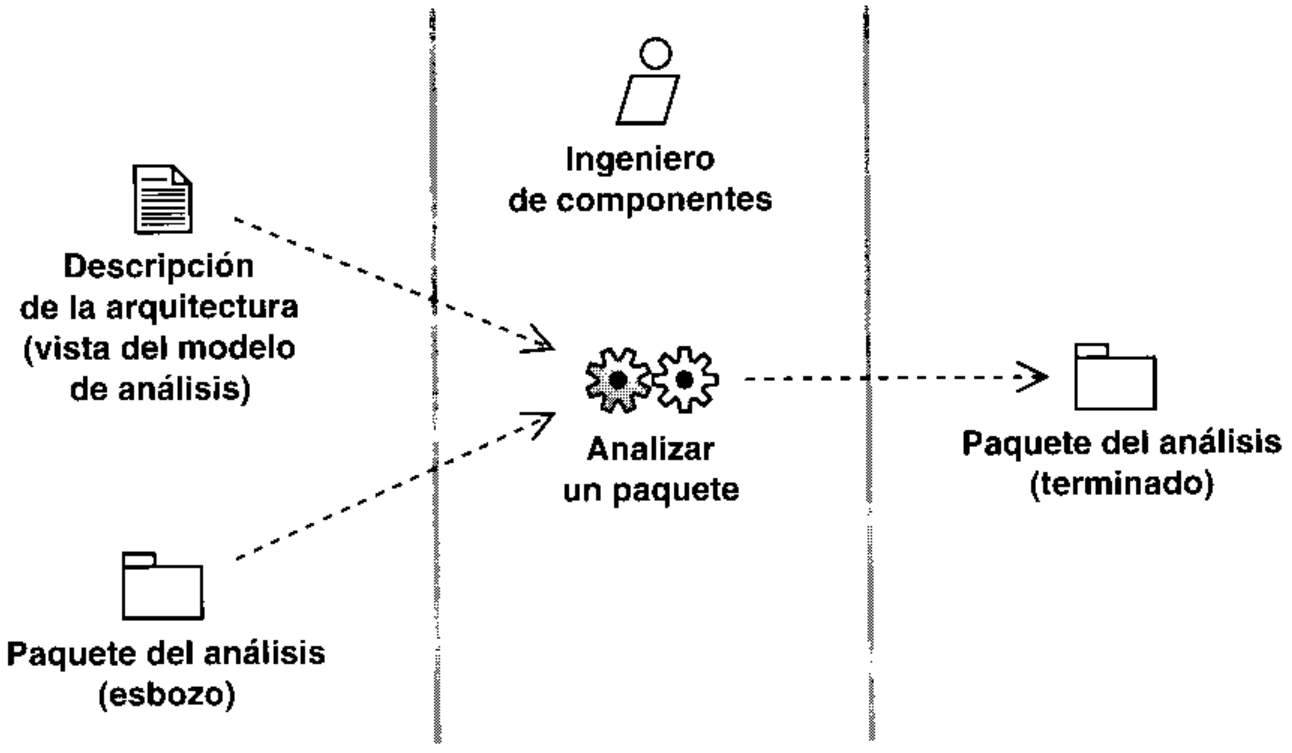 Descripción
de la arquitectura
(vista del modelo
de análisis)
Paquete del análisis
(esbozo)
Ingeniero
de componentes
Analizar
un paquete
Paquete del análisis
(terminado)